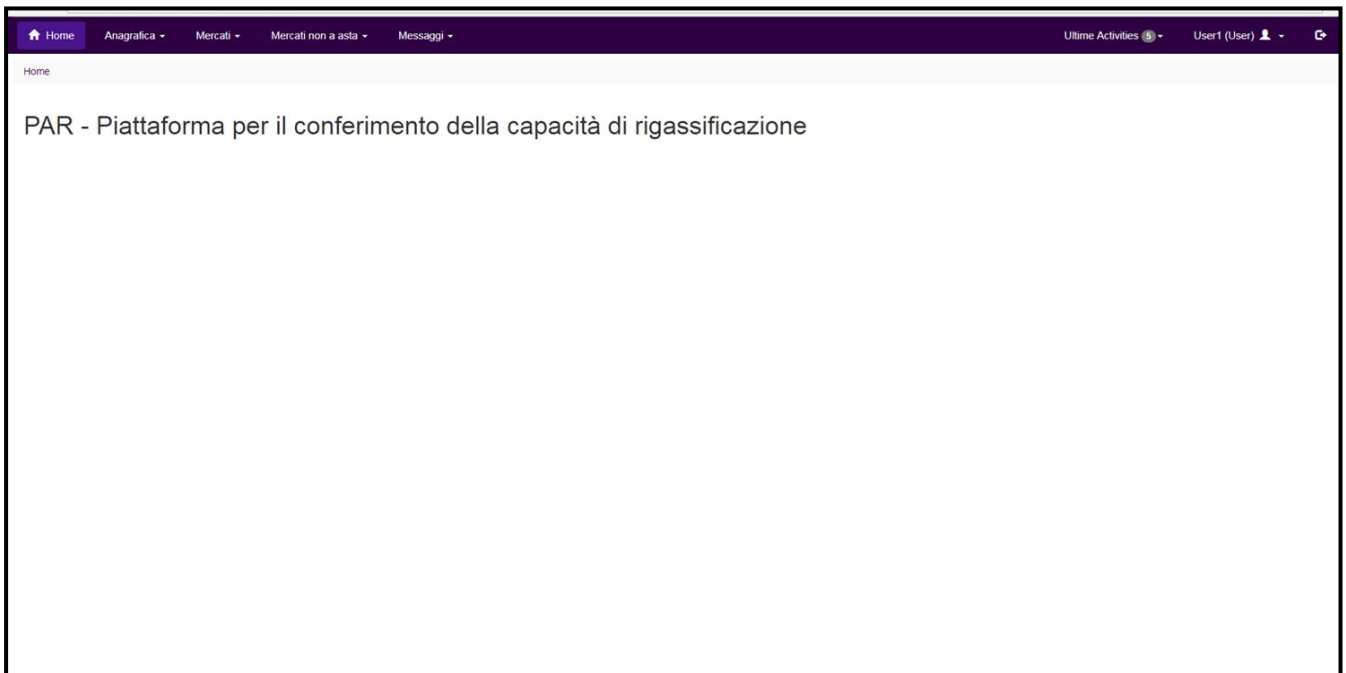 Home Anagrafica Mercati Mercati non a asta Messaggi Ultime Activities 5 User1 (User)
Home
PAR - Piattaforma per il conferimento della capacità di rigassificazione